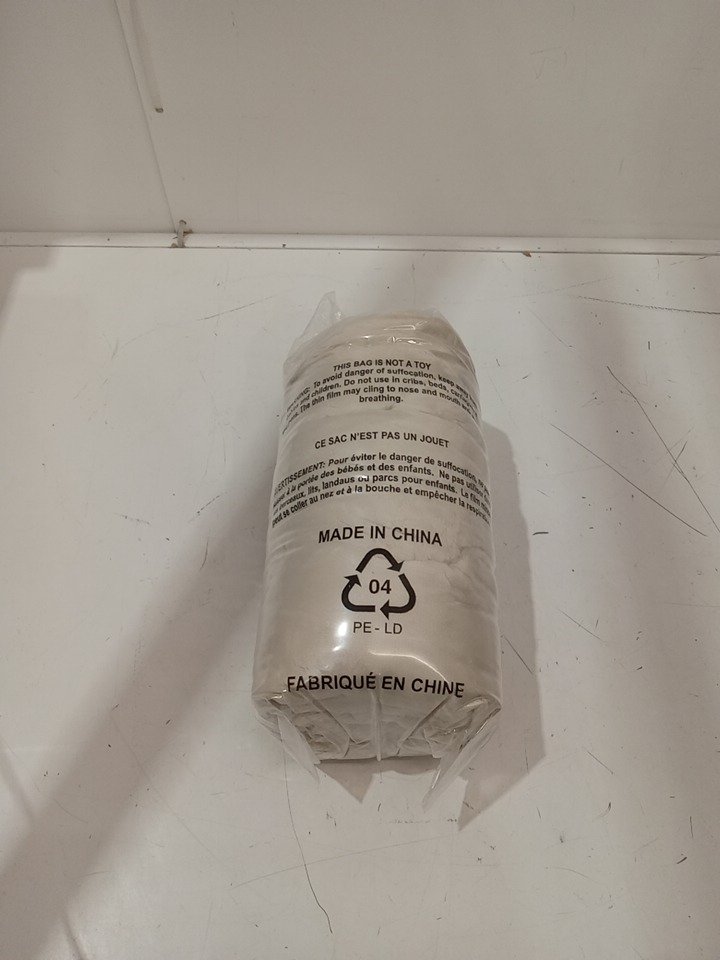 THIS BAG IS NOT A TOY
To avoid danger of suffocation, keep away
and children. Do not use in cribs, beds,
The thin film may cling to nose and mouth and
breathing.
CE SAC N'EST PAS UN JOUET
Pour éviter le danger de suffocation,
à la portée des bébés et des enfants. Ne pas utiliser
lits, landaus ou parcs pour enfants. Le film
se coller au nez et à la bouche et empêcher la
MADE IN CHINA
04
PE - LD
FABRIQUÉ EN CHINE